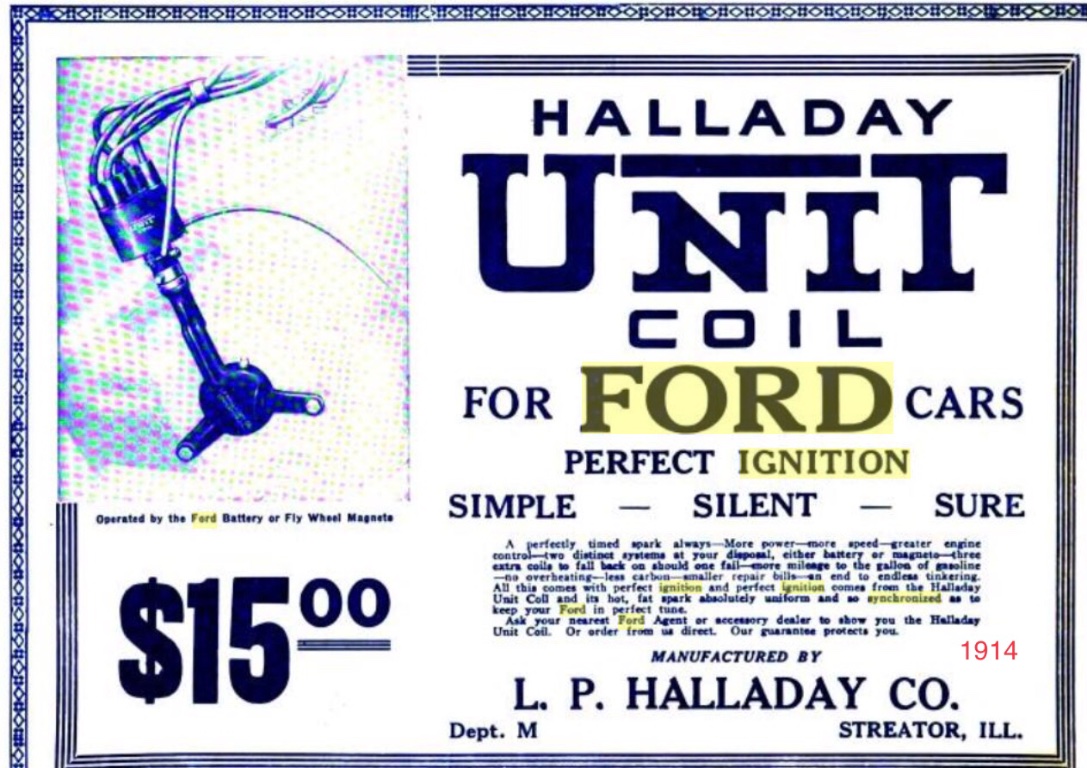 HALLADAY
UNIT
COIL
FOR FORD CARS
PERFECT IGNITION
SIMPLE — SILENT — SURE
Operated by the Ford Battery or Fly Wheel Magneto
$15.00
A perfectly timed spark always—More power—more speed—greater engine
control—two distinct systems at your disposal, either battery or magneto—three
extra coils to fall back on should one fail—more mileage to the gallon of gasoline
—no overheating—less carbon—smaller repair bills—an end to endless tinkering.
All this comes with perfect ignition and perfect ignition comes from the Halladay
Unit Coil and its hot, fat spark absolutely uniform and so synchronized as to
keep your Ford in perfect tune.
Ask your nearest Ford Agent or accessory dealer to show you the Halladay
Unit Coil. Or order from us direct. Our guarantee protects you.
1914
MANUFACTURED BY
L. P. HALLADAY CO.
Dept. M STREATOR, ILL.